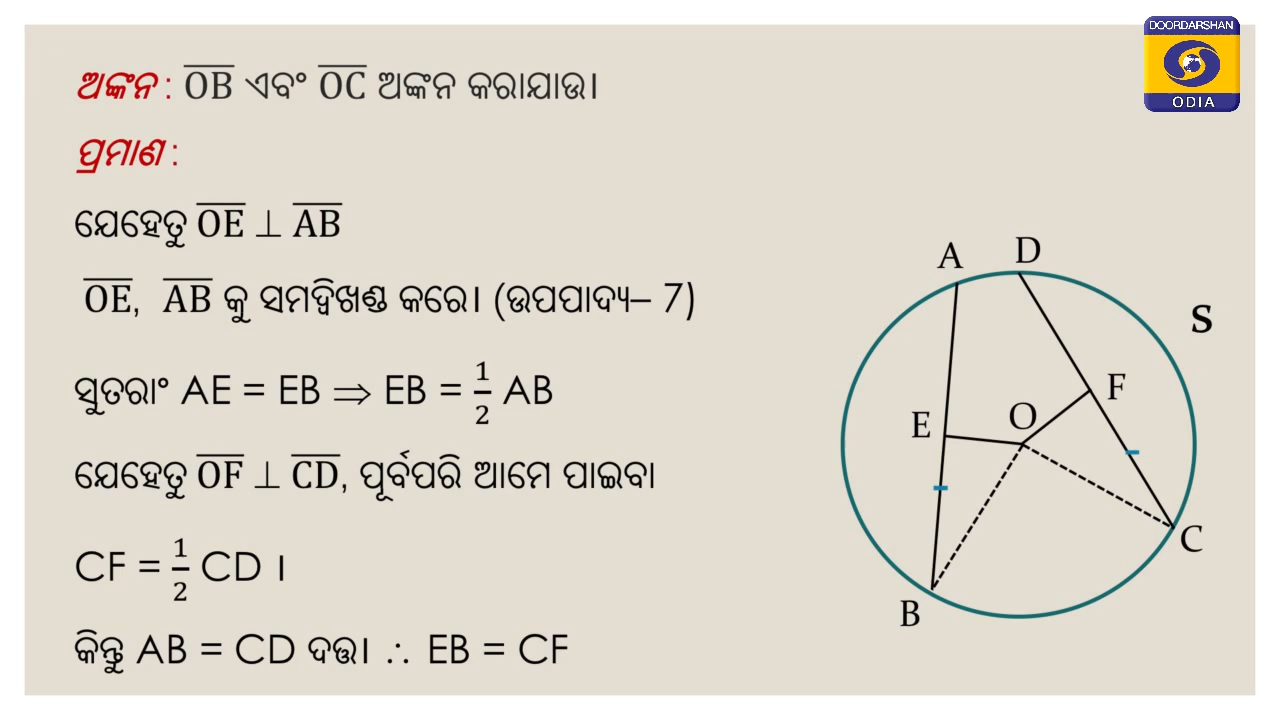 ଅଙ୍କନ : OB ଏବଂ OC ଅଙ୍କନ କରାଯାଉ।
ପ୍ରମାଣ :
ଯେହେତୁ OE ⊥ AB
OE, AB କୁ ସମଦ୍ୱିଖଣ୍ଡ କରେ। (ଉପପାଦ୍ୟ– 7)
ସୁତରାଂ AE = EB ⇒ EB = 1/2 AB
ଯେହେତୁ OF ⊥ CD, ପୂର୍ବପରି ଆମେ ପାଇବା
CF = 1/2 CD ।
କିନ୍ତୁ AB = CD ଦତ୍ତ। ∴ EB = CF
DOORDARSHAN
ODIA
A
D
S
F
O
E
C
B